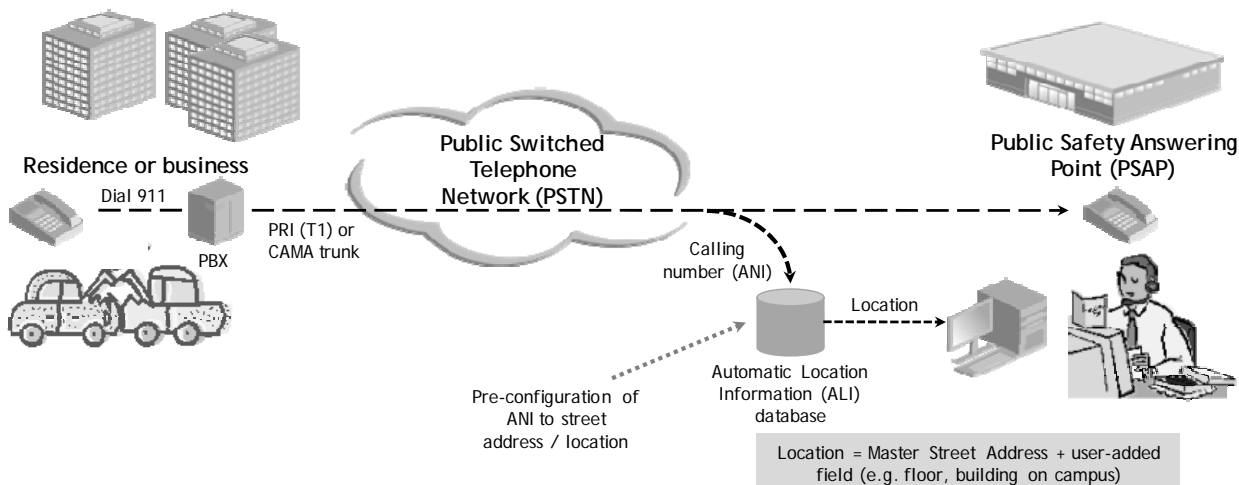 Residence or business
Dial 911
PBX
PRI (T1) or
CAMA trunk
Public Switched
Telephone
Network (PSTN)
Public Safety Answering
Point (PSAP)
Calling
number (ANI)
Location
Automatic Location
Information (ALI)
database
Pre-configuration of
ANI to street
address / location
Location = Master Street Address + user-added
field (e.g. floor, building on campus)